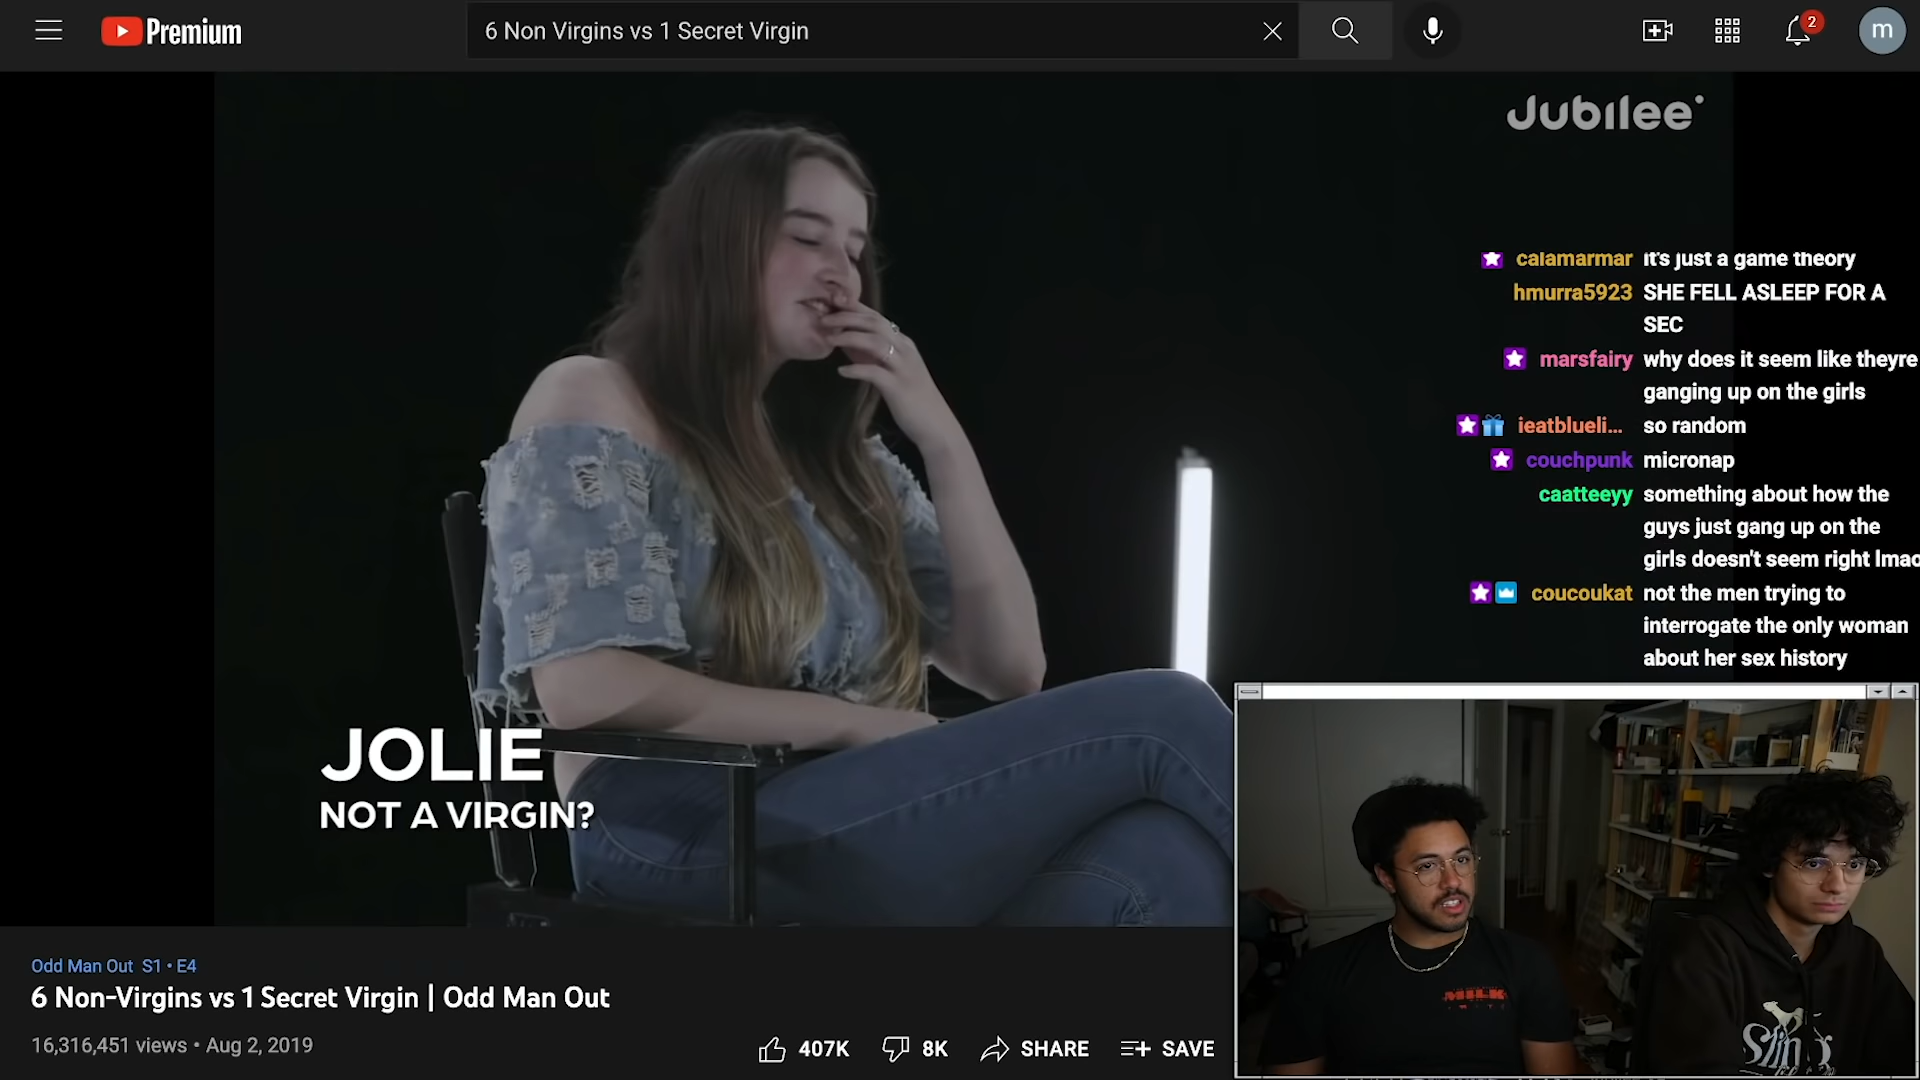 Premium
6 Non Virgins vs 1 Secret Virgin
2
m
Jubilee
calamarmar it's just a game theory
hmurra5923 SHE FELL ASLEEP FOR A
SEC
marsfairy why does it seem like theyre
ganging up on the girls
ieatblueli... so random
couchpunk micronap
caatteeyy something about how the
guys just gang up on the
girls doesn't seem right lmao
coucoukat not the men trying to
interrogate the only woman
about her sex history
JOLIE
NOT A VIRGIN?
MILK
Odd Man Out S1 • E4
6 Non-Virgins vs 1 Secret Virgin | Odd Man Out
16,316,451 views • Aug 2, 2019
407K
8K
SHARE
SAVE